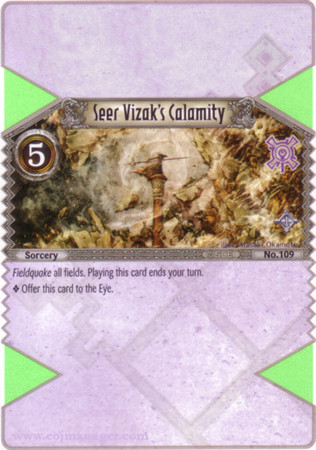 Seer Vizak's Calamity
5
Sorcery
No.109
Fieldquake all fields. Playing this card ends your turn.
❖ Offer this card to the Eye.
www.cojmanager.com